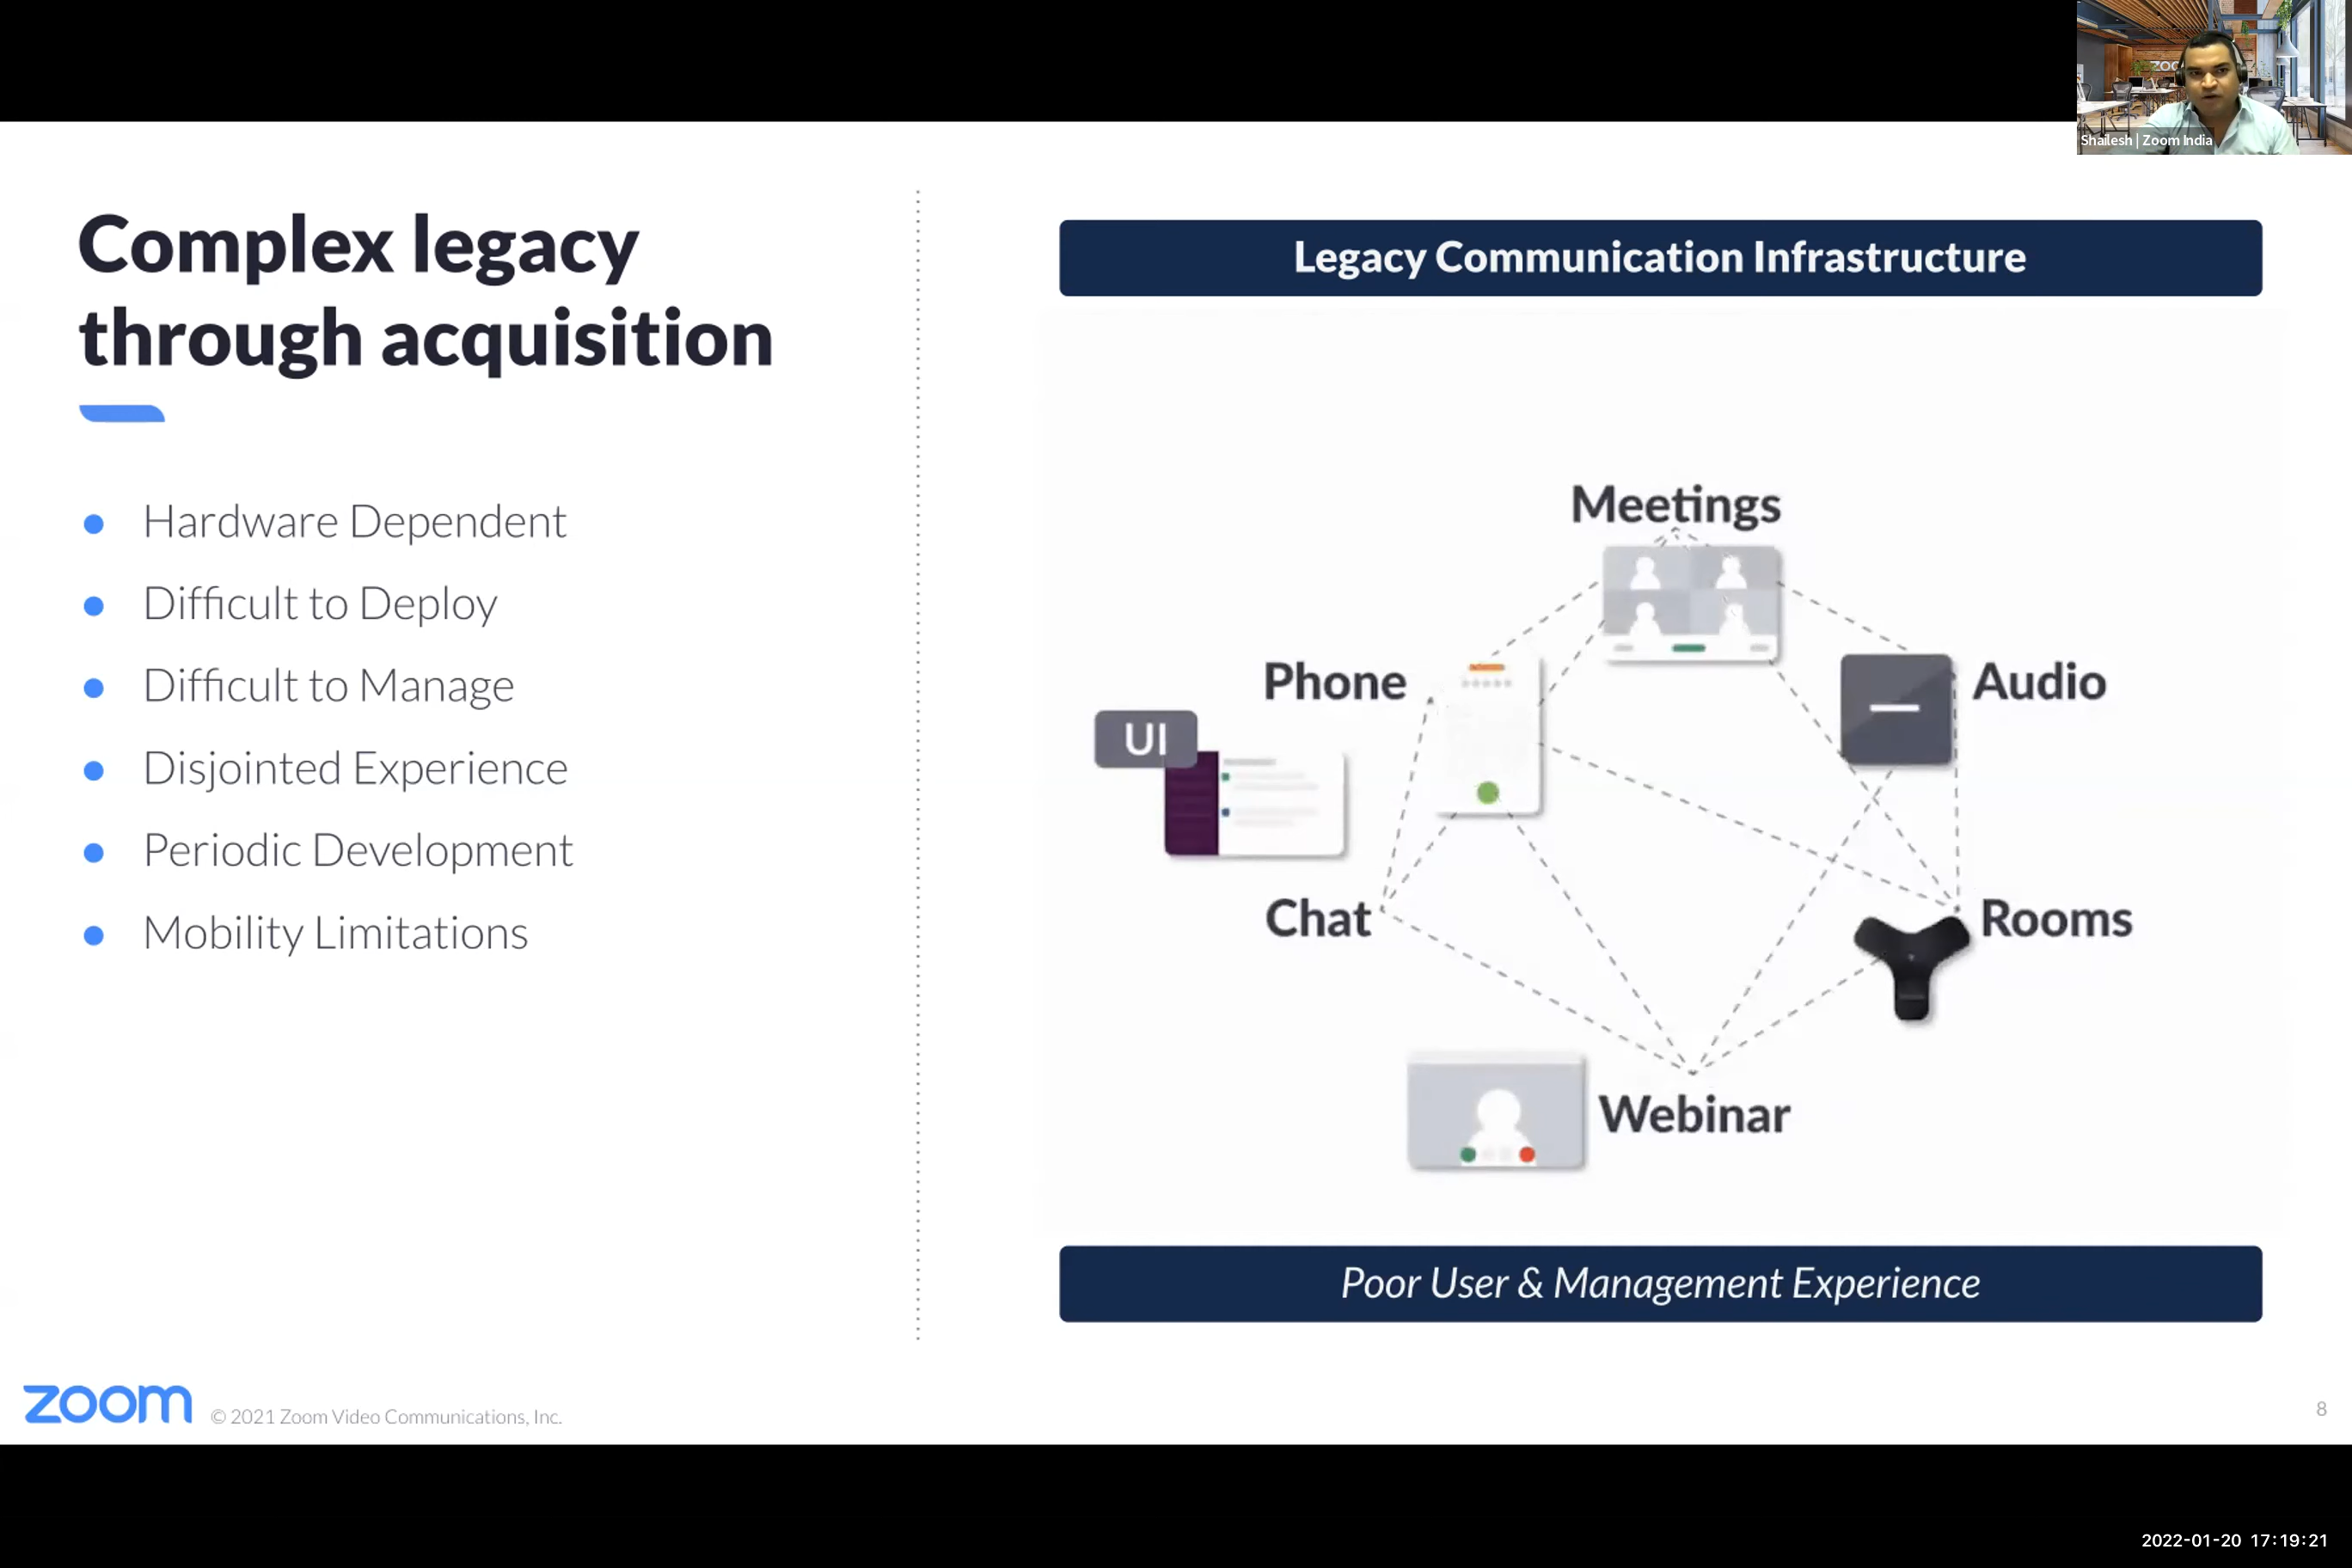 Shailesh | Zoom India
Complex legacy
through acquisition
Hardware Dependent
Difficult to Deploy
Difficult to Manage
Disjointed Experience
Periodic Development
Mobility Limitations
Legacy Communication Infrastructure
Meetings
Phone
Audio
UI
Chat
Rooms
Webinar
Poor User & Management Experience
zoom
© 2021 Zoom Video Communications, Inc.
8
2022-01-20 17:19:21